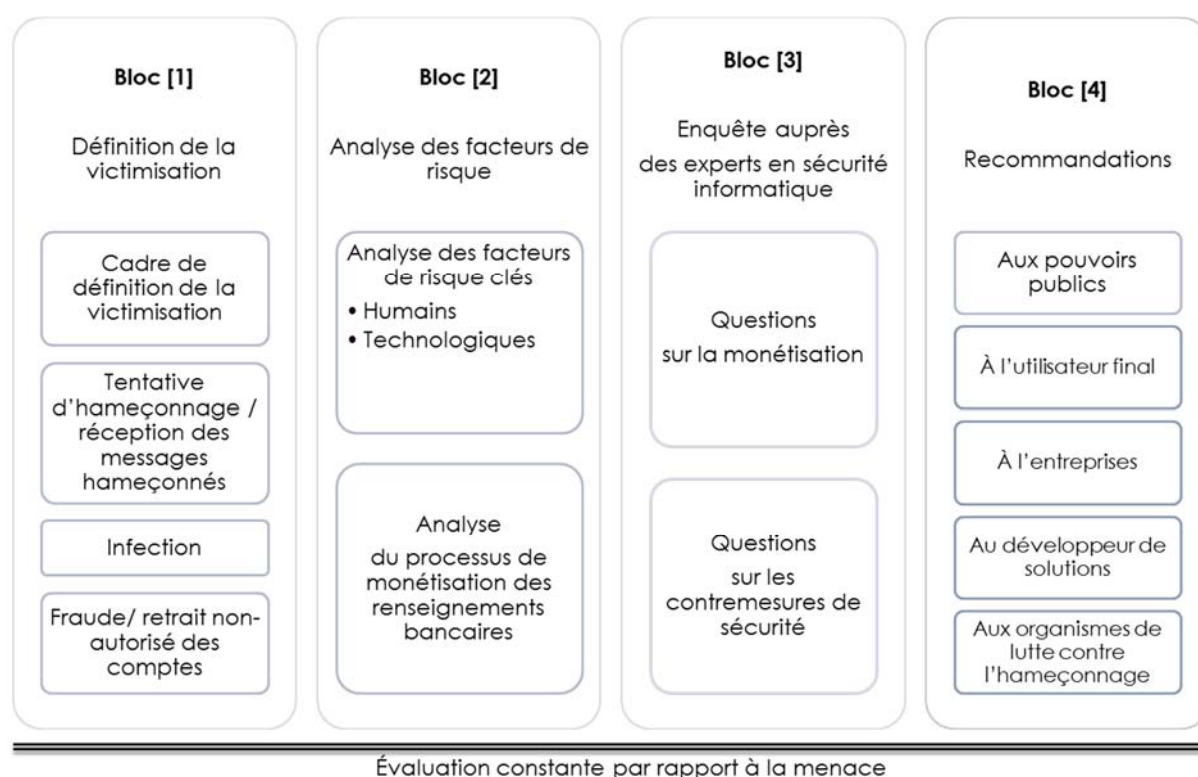 Bloc [1]
Définition de la
victimisation
Cadre de
définition de la
victimisation
Tentative
d'hameçonnage /
réception des
messages
hameçonnés
Infection
Fraude/ retrait non-
autorisé des
comptes
Bloc [2]
Analyse des facteurs de
risque
Analyse des facteurs
de risque clés
• Humains
• Technologiques
Analyse
du processus de
monétisation des
renseignements
bancaires
Bloc [3]
Enquête auprès
des experts en sécurité
informatique
Questions
sur la monétisation
Questions
sur les
contremesures de
sécurité
Bloc [4]
Recommandations
Aux pouvoirs
publics
À l'utilisateur final
À l'entreprises
Au développeur de
solutions
Aux organismes de
lutte contre
l'hameçonnage
Évaluation constante par rapport à la menace